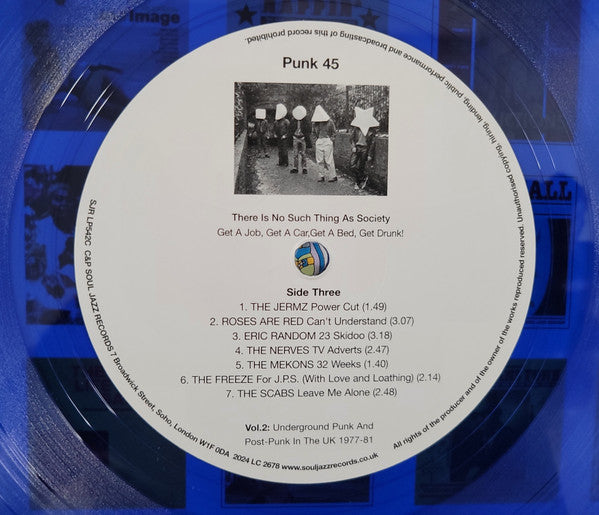 Punk 45
There Is No Such Thing As Society
Get A Job, Get A Car,Get A Bed, Get Drunk!
Side Three
1. THE JERMZ Power Cut (1.49)
2. ROSES ARE RED Can't Understand (3.07)
3. ERIC RANDOM 23 Skidoo (3.18)
4. THE NERVES TV Adverts (2.47)
5. THE MEKONS 32 Weeks (1.40)
6. THE FREEZE For J.P.S. (With Love and Loathing) (2.14)
7. THE SCABS Leave Me Alone (2.48)
Vol.2: Underground Punk And
Post-Punk In The UK 1977-81
SJR LP542C C&P SOUL JAZZ RECORDS 7 Broadwick Street, Soho, London W1F 0DA 2024 LC 2678 www.souljazzrecords.co.uk
All rights of the producer and of the owner of the works reproduced reserved. Unauthorised copying, hiring, lending, public performance and broadcasting of this record prohibited.
Image
RAPPIN'
ALL